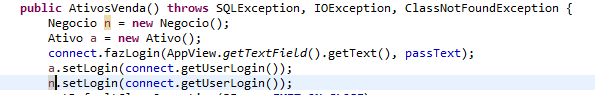 public AtivosVenda() throws SQLException, IOException, ClassNotFoundException {
Negocio n = new Negocio();
Ativo a = new Ativo();
connect.fazLogin(AppView.getTextField().getText(), passText);
a.setLogin(connect.getUserLogin());
n.setLogin(connect.getUserLogin());